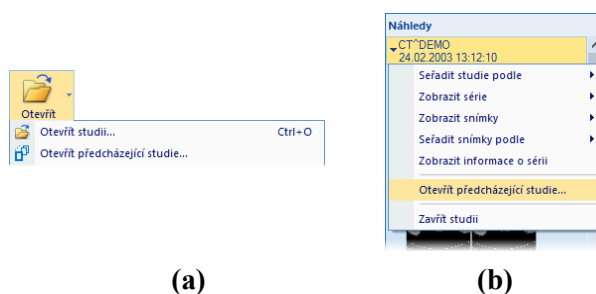 Otevřít
Otevřít studii... Ctrl+O
Otevřít předcházející studie...
(a)
Náhledy
CT^DEMO
24.02.2003 13:12:10
Seřadit studie podle
Zobrazit série
Zobrazit snímky
Seřadit snímky podle
Zobrazit informace o sérii
Otevřít předcházející studie...
Zavřít studii
(b)